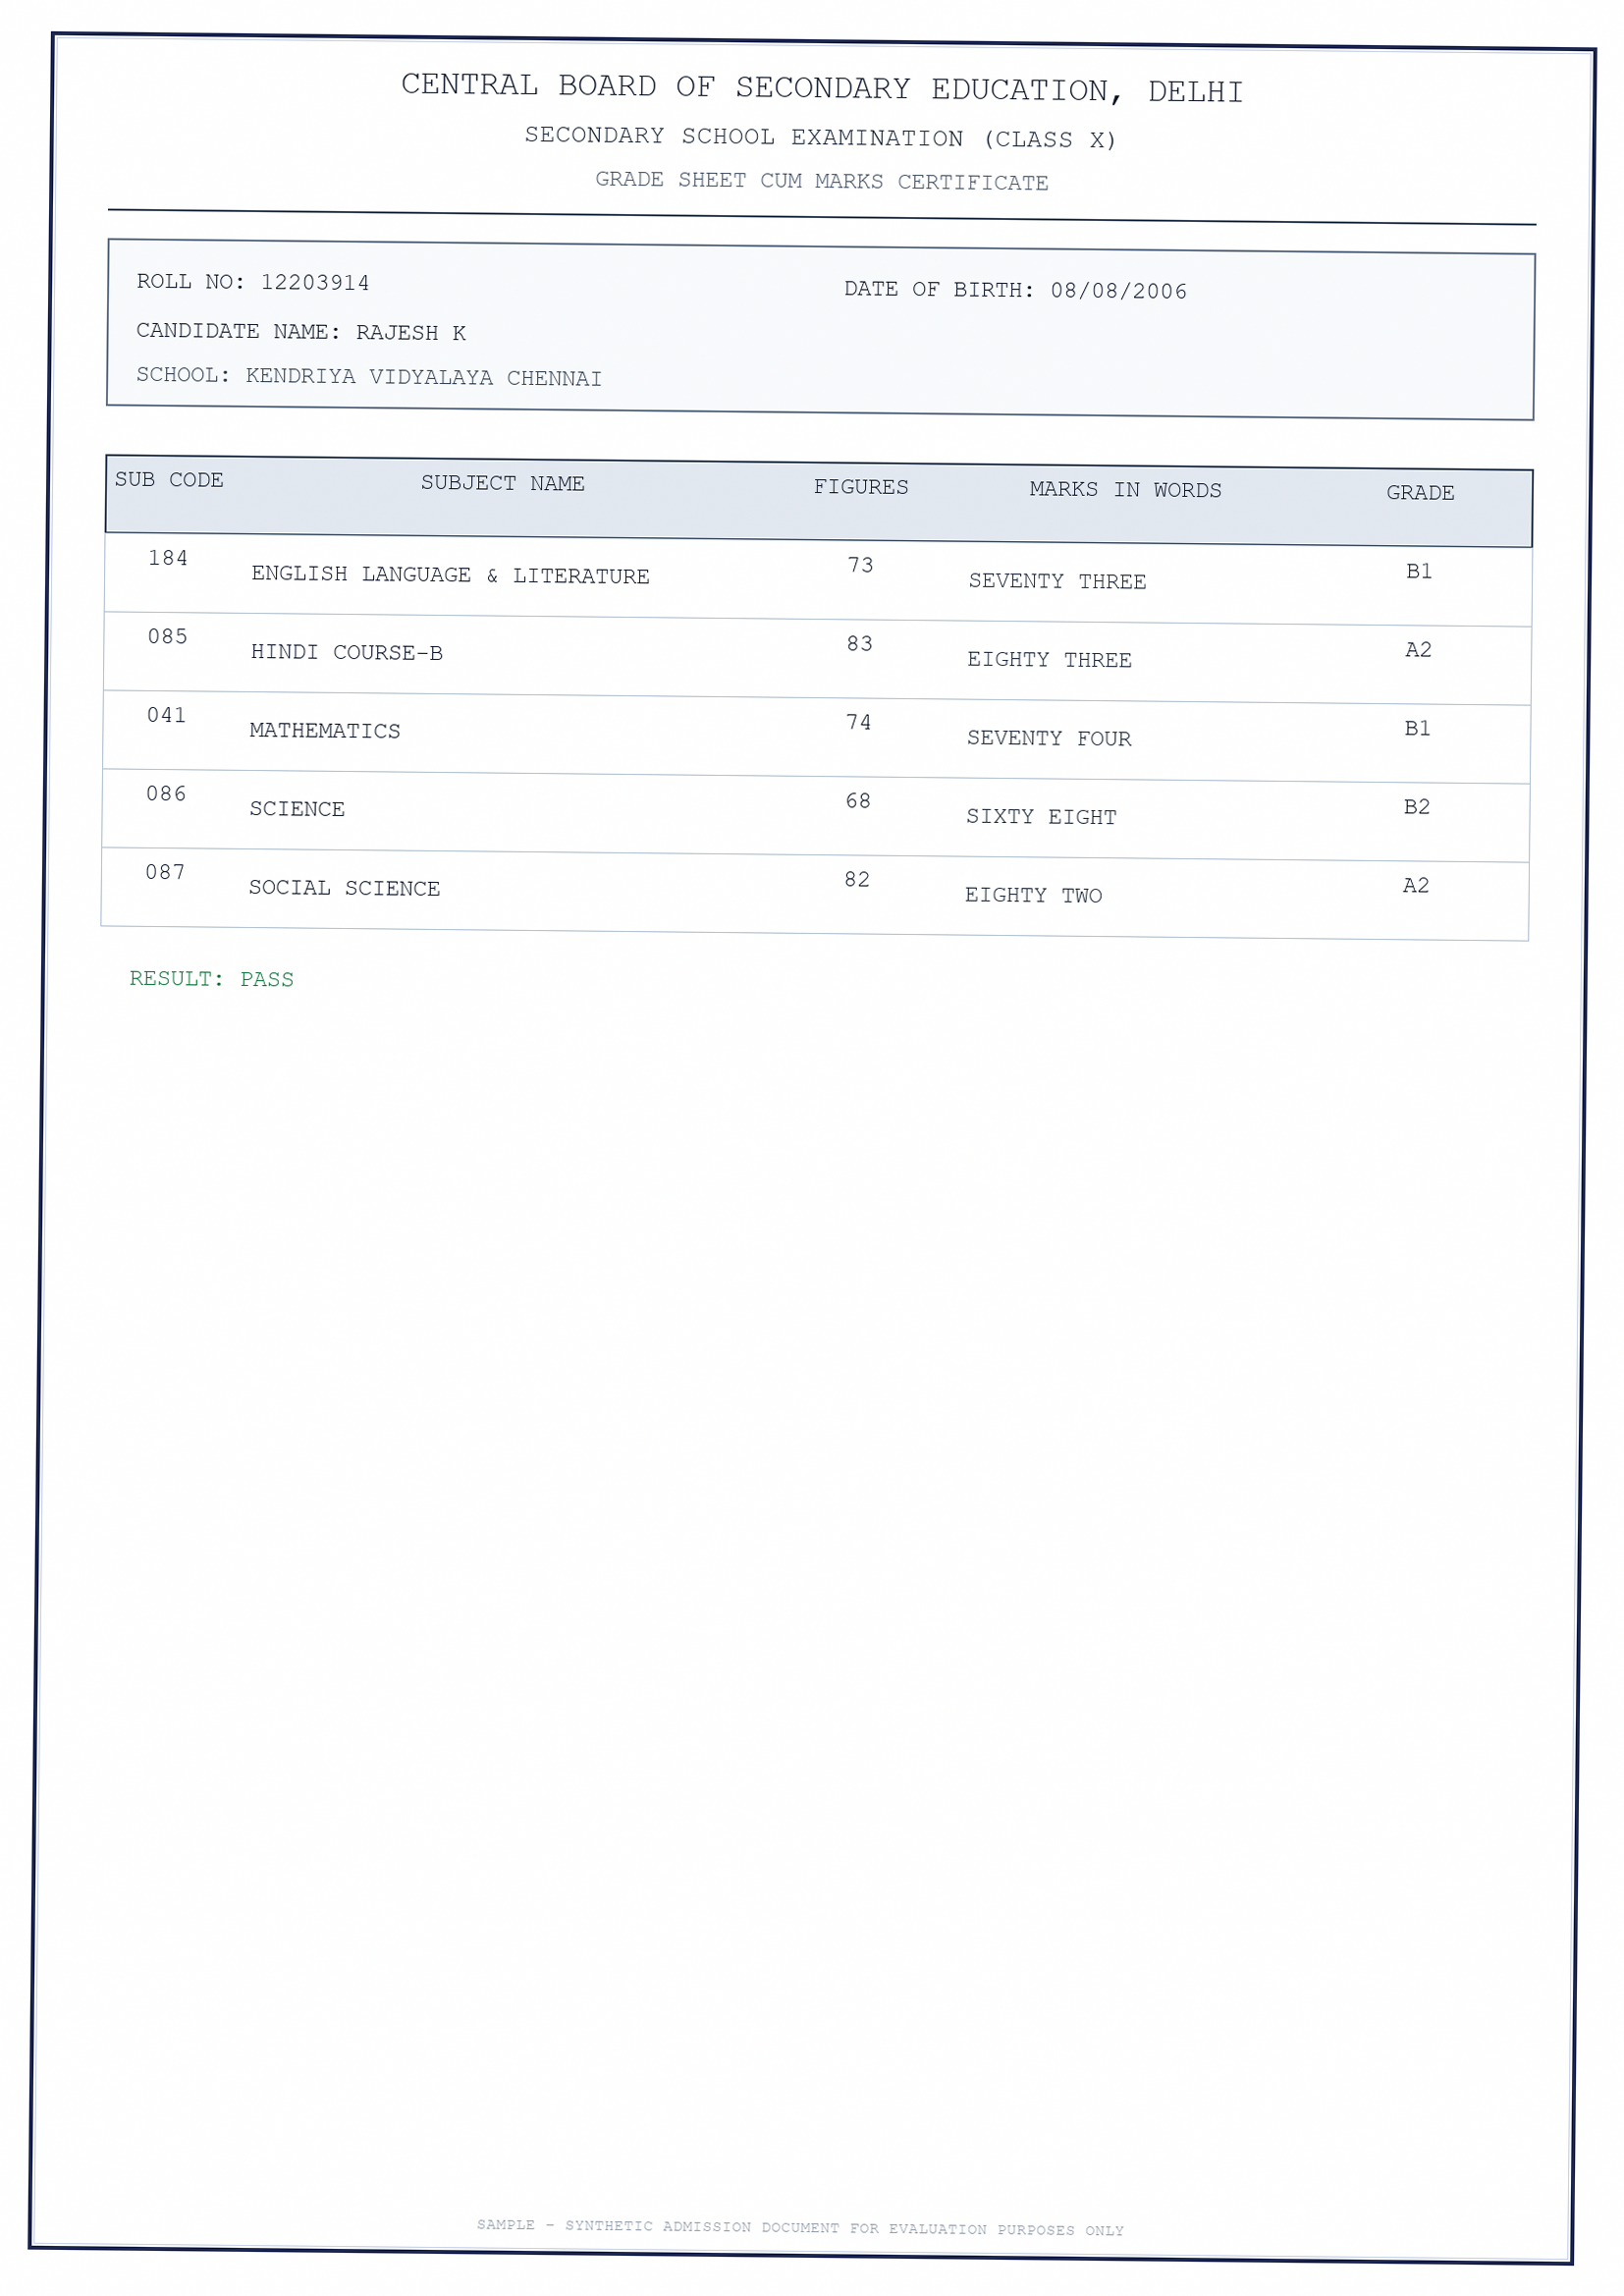 CENTRAL BOARD OF SECONDARY EDUCATION, DELHI
SECONDARY SCHOOL EXAMINATION (CLASS X)
GRADE SHEET CUM MARKS CERTIFICATE
ROLL NO: 12203914 DATE OF BIRTH: 08/08/2006
CANDIDATE NAME: RAJESH K
SCHOOL: KENDRIYA VIDYALAYA CHENNAI
SUB CODE SUBJECT NAME FIGURES MARKS IN WORDS GRADE
184 ENGLISH LANGUAGE & LITERATURE 73 SEVENTY THREE B1
085 HINDI COURSE-B 83 EIGHTY THREE A2
041 MATHEMATICS 74 SEVENTY FOUR B1
086 SCIENCE 68 SIXTY EIGHT B2
087 SOCIAL SCIENCE 82 EIGHTY TWO A2
RESULT: PASS
SAMPLE - SYNTHETIC ADMISSION DOCUMENT FOR EVALUATION PURPOSES ONLY